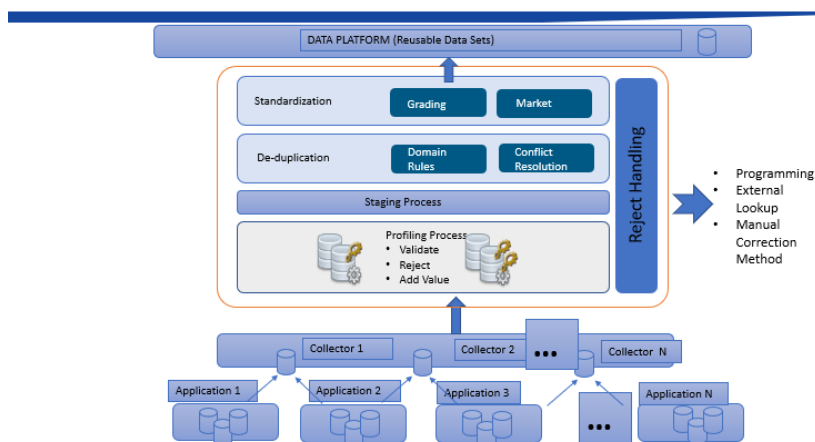 DATA PLATFORM (Reusable Data Sets)
Standardization
Grading
Market
De-duplication
Domain
Rules
Conflict
Resolution
Staging Process
Profiling Process
• Validate
• Reject
• Add Value
Reject Handling
• Programming
• External
Lookup
• Manual
Correction
Method
Collector 1
Collector 2
...
Collector N
Application 1
Application 2
Application 3
...
Application N